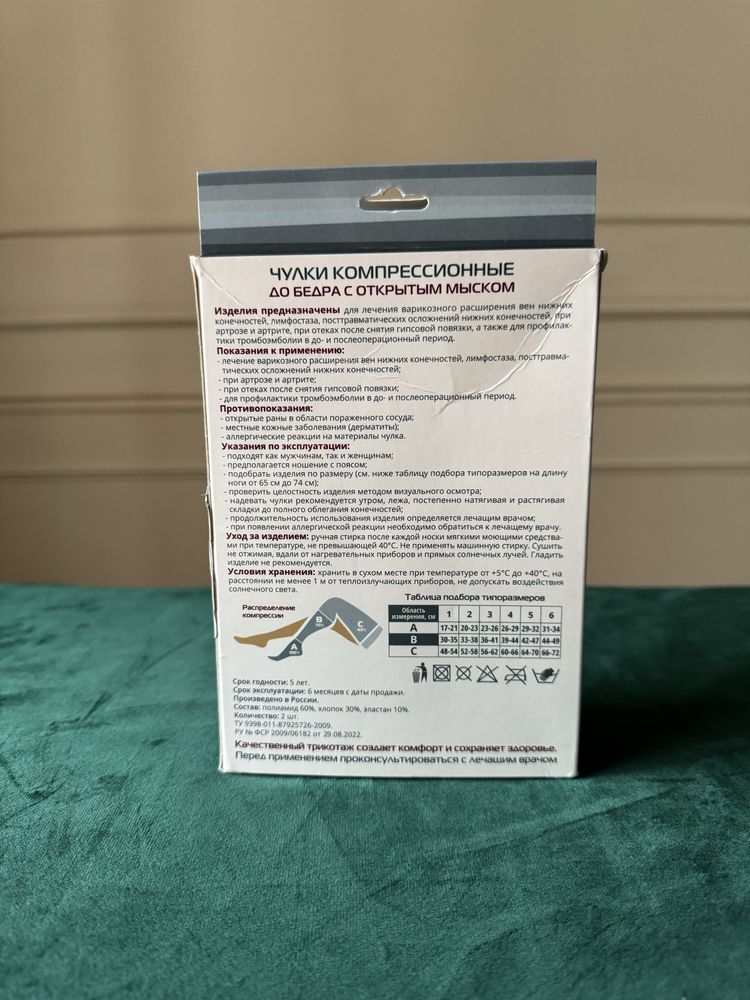 ЧУЛКИ КОМПРЕССИОННЫЕ
ДО БЕДРА С ОТКРЫТЫМ МЫСКОМ
Изделия предназначены для лечения варикозного расширения вен нижних
конечностей, лимфостаза, посттравматических осложнений нижних конечностей, при
артрозе и артрите, при отеках после снятия гипсовой повязки, а также для профилак-
тики тромбоэмболии в до- и послеоперационный период.
Показания к применению:
- лечение варикозного расширения вен нижних конечностей, лимфостаза, посттравма-
тических осложнений нижних конечностей;
- при артрозе и артрите;
- при отеках после снятия гипсовой повязки;
- для профилактики тромбоэмболии в до- и послеоперационный период.
Противопоказания:
- открытые раны в области пораженного сосуда;
- местные кожные заболевания (дерматиты);
- аллергические реакции на материалы чулка.
Указания по эксплуатации:
- подходят как мужчинам, так и женщинам;
- предполагается ношение с поясом;
- подобрать изделия по размеру (см. ниже таблицу подбора типоразмеров на длину
ноги от 65 см до 74 см);
- проверить целостность изделия методом визуального осмотра;
- надевать чулки рекомендуется утром, лежа, постепенно натягивая и растягивая
складки до полного облегания конечностей;
- продолжительность использования изделия определяется лечащим врачом;
- при появлении аллергической реакции необходимо обратиться к лечащему врачу.
Уход за изделием: ручная стирка после каждой носки мягкими моющими средства-
ми при температуре, не превышающей 40°С. Не применять машинную стирку. Сушить
не отжимая, вдали от нагревательных приборов и прямых солнечных лучей. Гладить
изделие не рекомендуется.
Условия хранения: хранить в сухом месте при температуре от +5°С до +40°С, на
расстоянии не менее 1 м от теплоизлучающих приборов, не допускать воздействия
солнечного света.
Распределение
компрессии
A
100%
B
70%
C
40%
Таблица подбора типоразмеров
Область
измерения, см 1 2 3 4 5 6
A 17-21 20-23 23-26 26-29 29-32 31-34
B 30-35 33-38 36-41 39-44 42-47 44-49
C 48-54 52-58 56-62 60-66 64-70 66-72
Срок годности: 5 лет.
Срок эксплуатации: 6 месяцев с даты продажи.
Произведено в России.
Состав: полиамид 60%, хлопок 30%, эластан 10%.
Количество: 2 шт.
ТУ 9398-011-87925726-2009.
РУ № ФСР 2009/06182 от 29.08.2022.
Качественный трикотаж создает комфорт и сохраняет здоровье.
Перед применением проконсультироваться с лечащим врачом